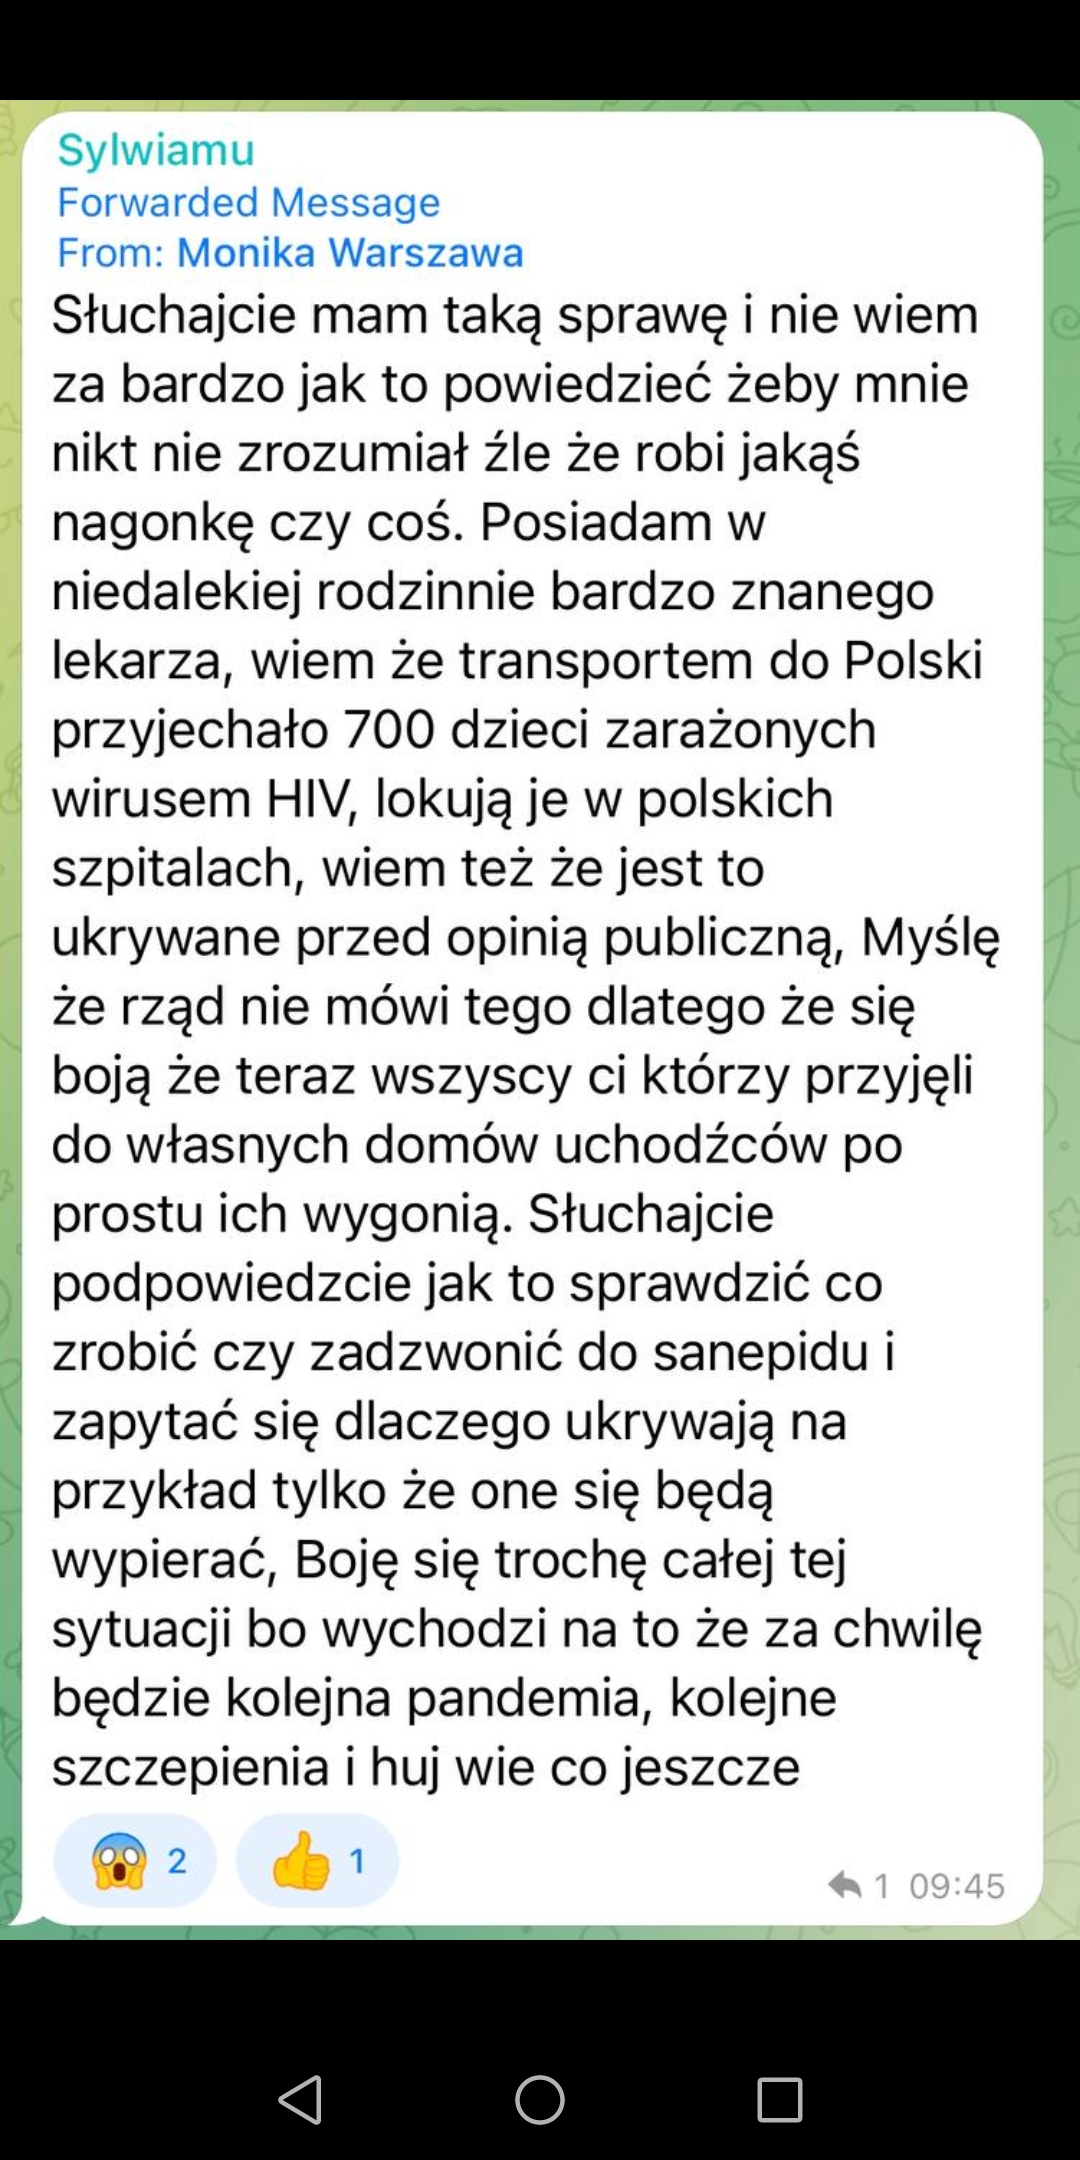 Sylwiamu
Forwarded Message
From: Monika Warszawa
Słuchajcie mam taką sprawę i nie wiem
za bardzo jak to powiedzieć żeby mnie
nikt nie zrozumiał źle że robi jakąś
nagonkę czy coś. Posiadam w
niedalekiej rodzinnie bardzo znanego
lekarza, wiem że transportem do Polski
przyjechało 700 dzieci zarażonych
wirusem HIV, lokują je w polskich
szpitalach, wiem też że jest to
ukrywane przed opinią publiczną, Myślę
że rząd nie mówi tego dlatego że się
boją że teraz wszyscy ci którzy przyjęli
do własnych domów uchodźców po
prostu ich wygonią. Słuchajcie
podpowiedzcie jak to sprawdzić co
zrobić czy zadzwonić do sanepidu i
zapytać się dlaczego ukrywają na
przykład tylko że one się będą
wypierać, Boję się trochę całej tej
sytuacji bo wychodzi na to że za chwilę
będzie kolejna pandemia, kolejne
szczepienia i huj wie co jeszcze
2 1
1 09:45